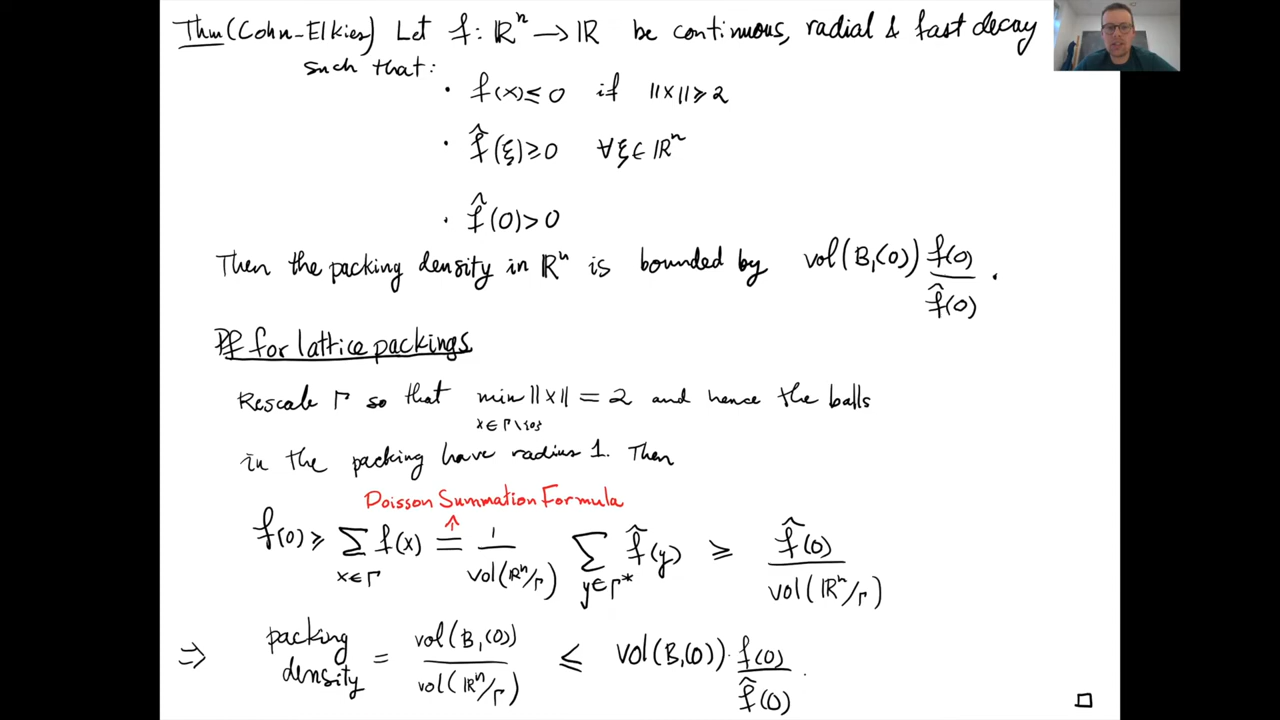 Thm (Cohn-Elkies) Let f: ℝⁿ → ℝ be continuous, radial & fast decay
such that:
· f(x) ≤ 0 if ||x|| ≥ 2
· f̂(ξ) ≥ 0 ∀ξ ∈ ℝⁿ
· f̂(0) > 0
Then the packing density in ℝⁿ is bounded by vol(B₁(0)) f(0)/f̂(0).
Pf for lattice packings
Rescale Γ so that min_{x∈Γ\{0}} ||x|| = 2 and hence the balls
in the packing have radius 1. Then
Poisson Summation Formula
f(0) ≥ ∑_{x∈Γ} f(x) = 1/vol(ℝⁿ/Γ) ∑_{y∈Γ*} f̂(y) ≥ f̂(0)/vol(ℝⁿ/Γ)
⇒ packing density = vol(B₁(0))/vol(ℝⁿ/Γ) ≤ vol(B₁(0)) · f(0)/f̂(0).
□